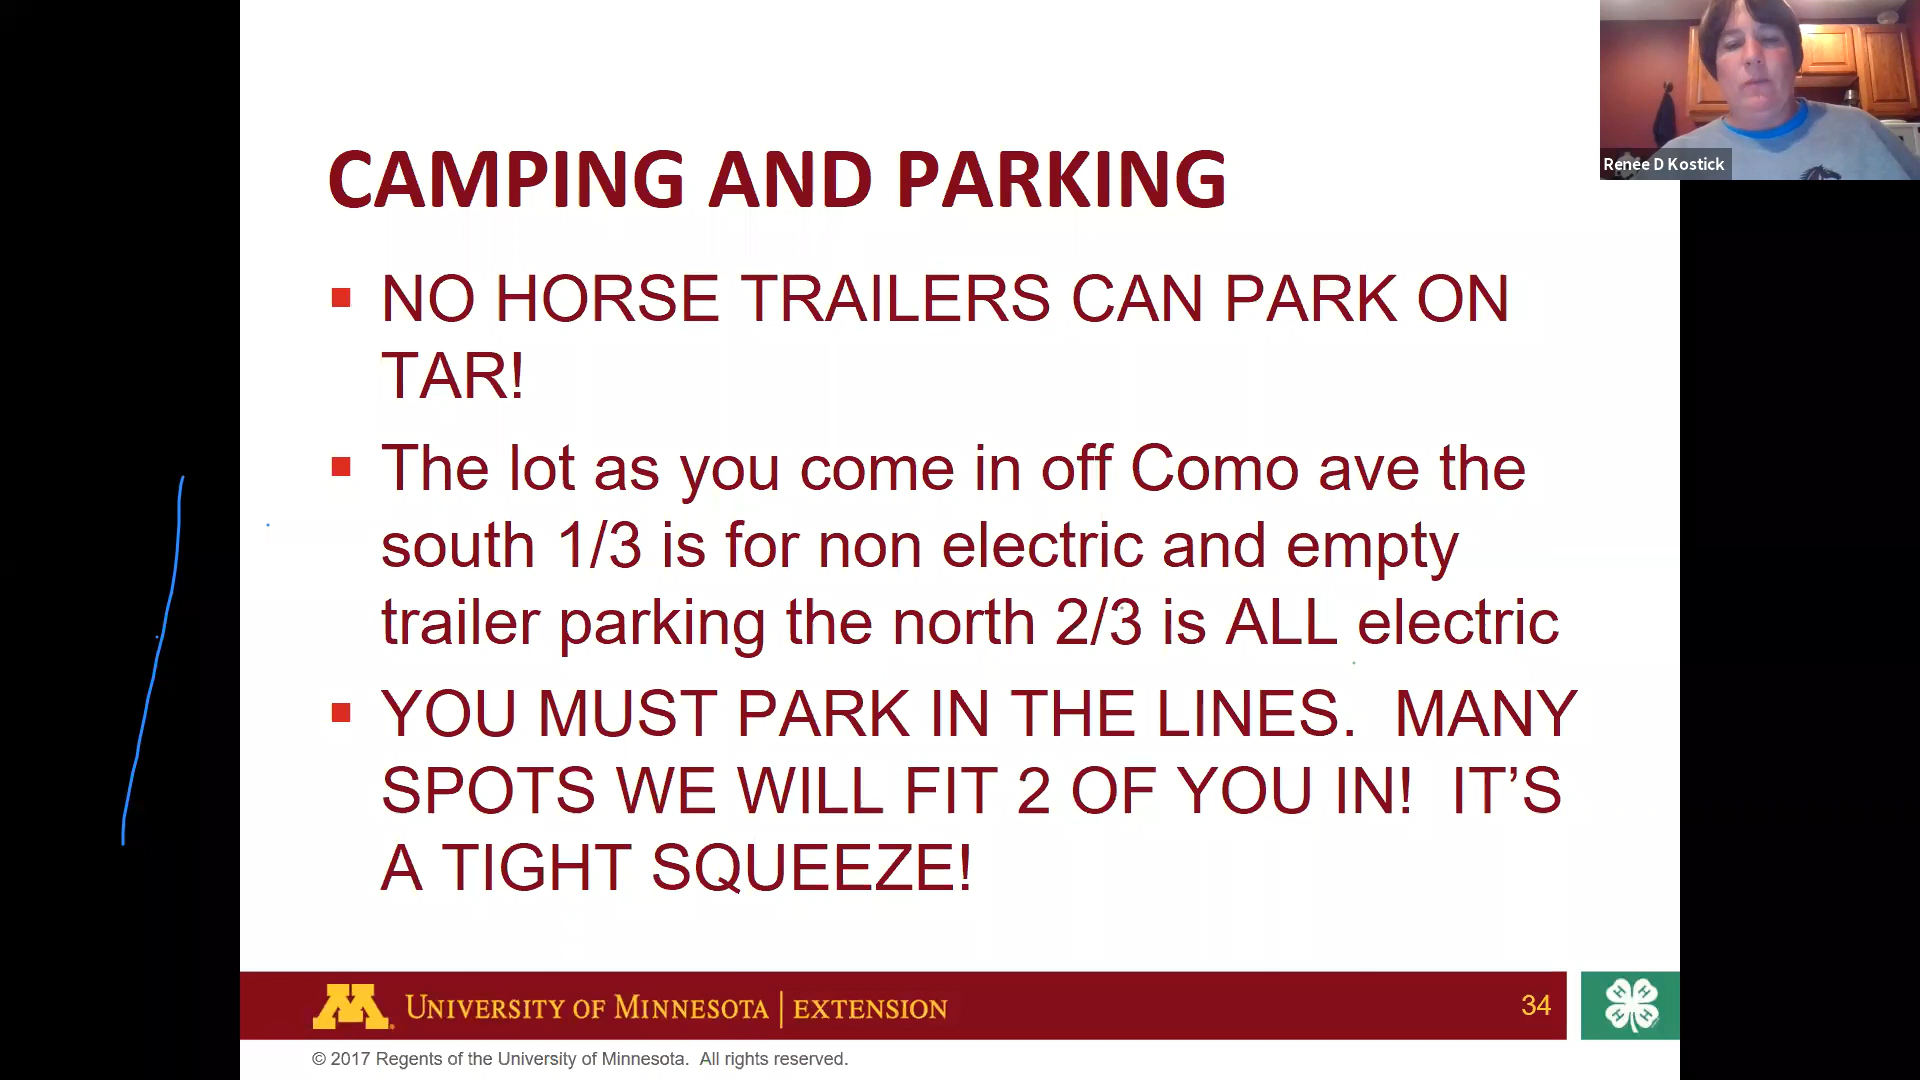 Renee D Kostick
CAMPING AND PARKING
NO HORSE TRAILERS CAN PARK ON
TAR!
The lot as you come in off Como ave the
south 1/3 is for non electric and empty
trailer parking the north 2/3 is ALL electric
YOU MUST PARK IN THE LINES.  MANY
SPOTS WE WILL FIT 2 OF YOU IN!  IT’S
A TIGHT SQUEEZE!
M UNIVERSITY OF MINNESOTA | EXTENSION
34
H H H H
© 2017 Regents of the University of Minnesota.  All rights reserved.